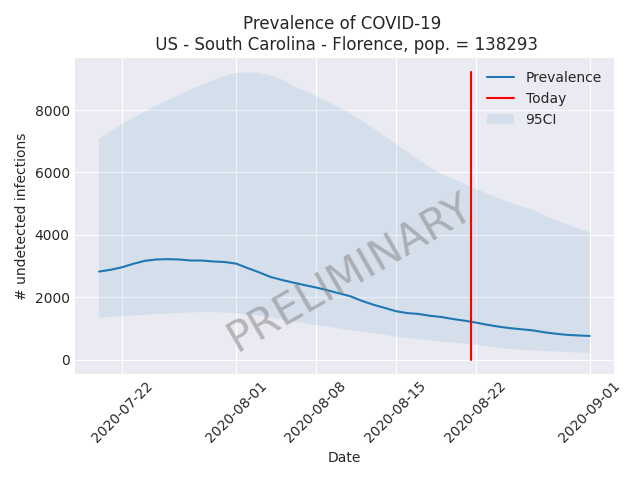 Prevalence of COVID-19
US - South Carolina - Florence, pop. = 138293
Prevalence
Today
95CI
8000
6000
4000
2000
0
# undetected infections
PRELIMINARY
2020-07-22
2020-08-01
2020-08-08
2020-08-15
2020-08-22
2020-09-01
Date